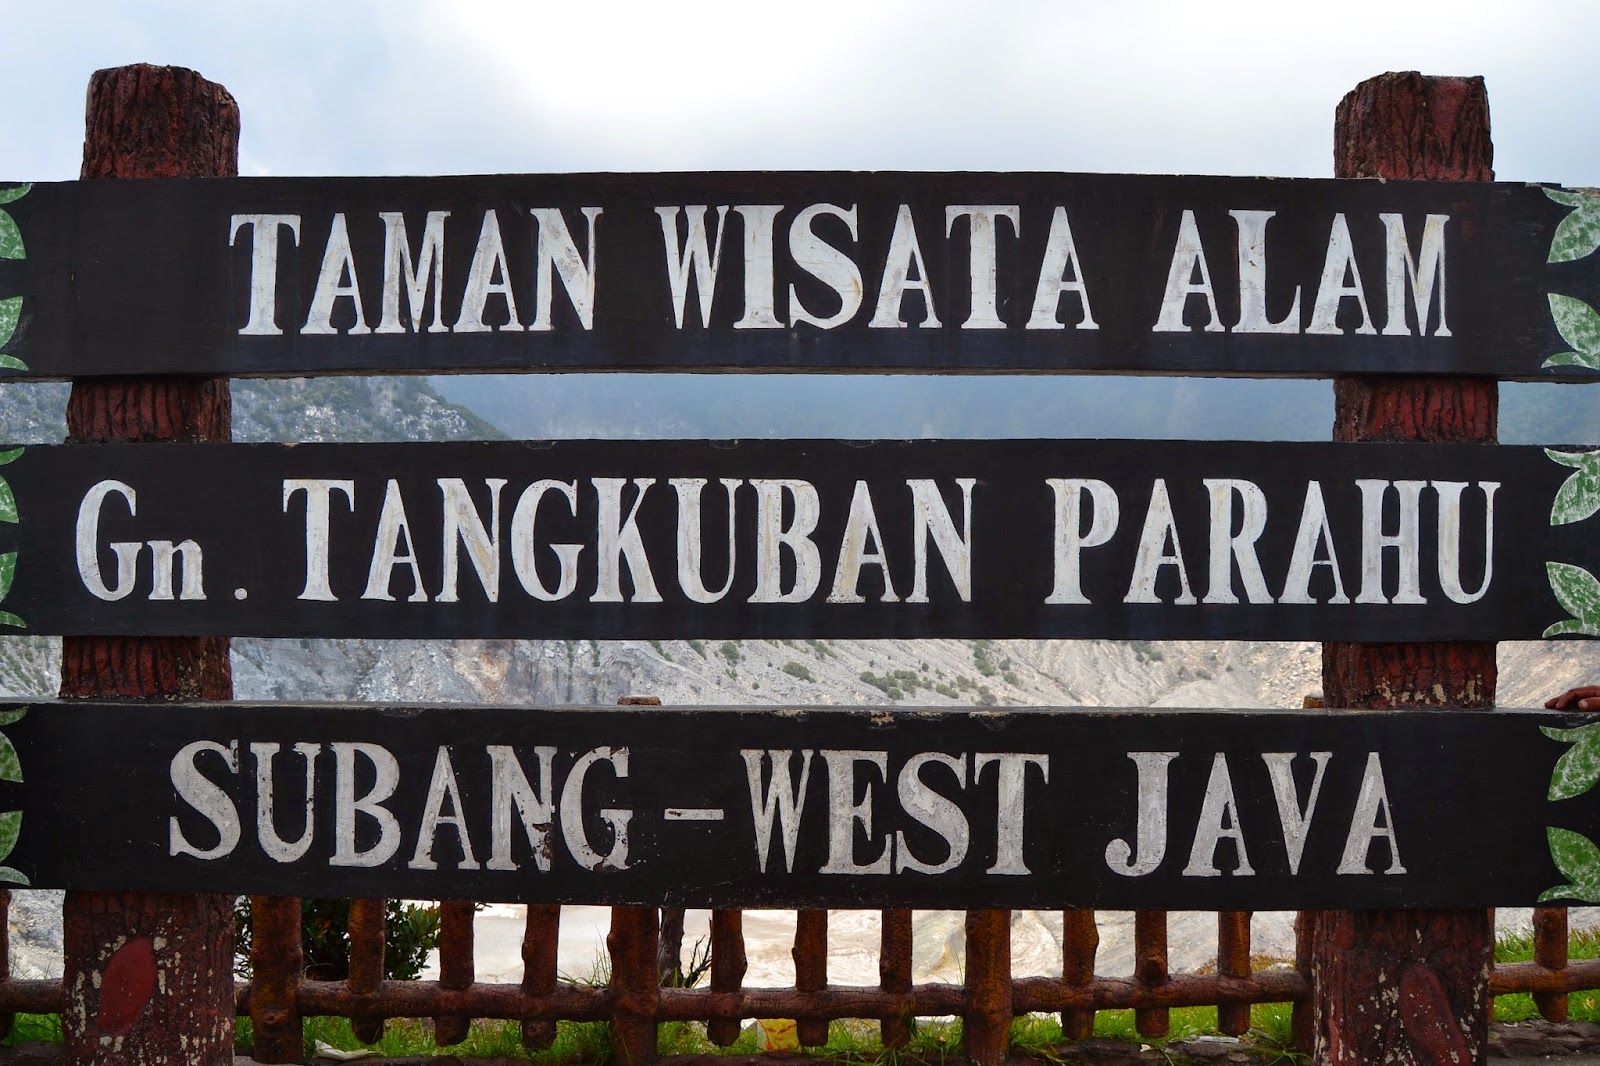 TAMAN WISATA ALAM
Gn. TANGKUBAN PARAHU
SUBANG - WEST JAVA